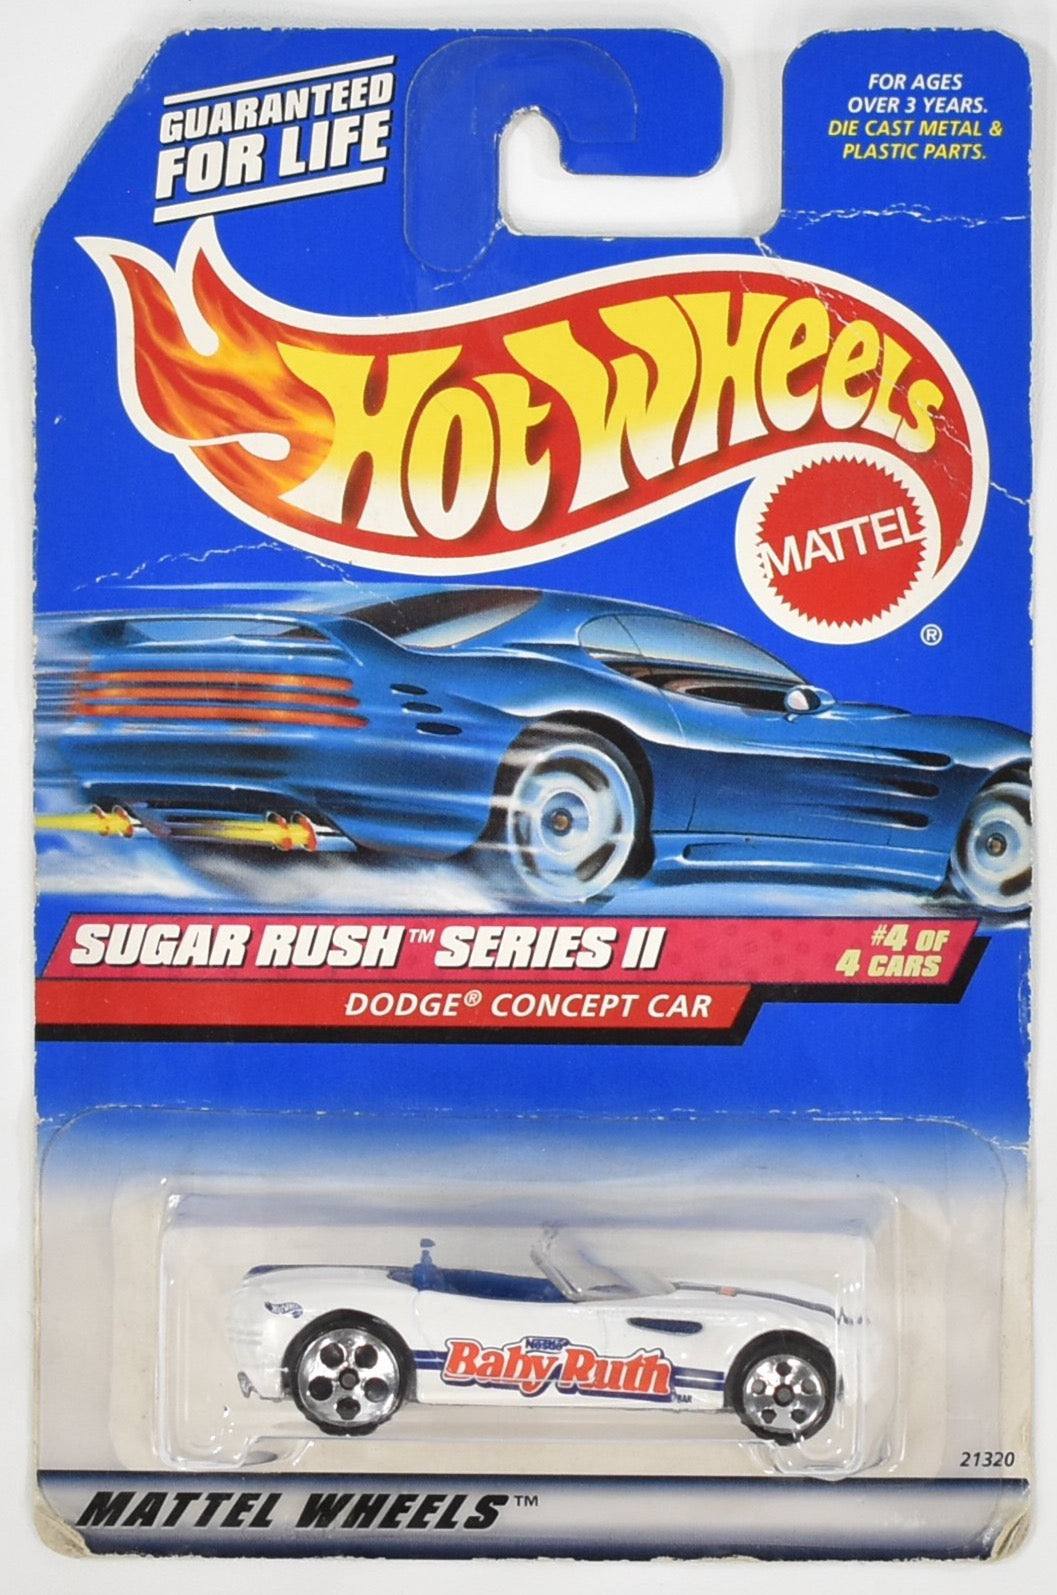 GUARANTEED
FOR LIFE
FOR AGES
OVER 3 YEARS.
DIE CAST METAL &
PLASTIC PARTS.
HOT WHEELS
MATTEL
®
SUGAR RUSH™ SERIES II
#4 OF
4 CARS
DODGE® CONCEPT CAR
Nestlé
Baby Ruth
BAR
21320
MATTEL WHEELS™